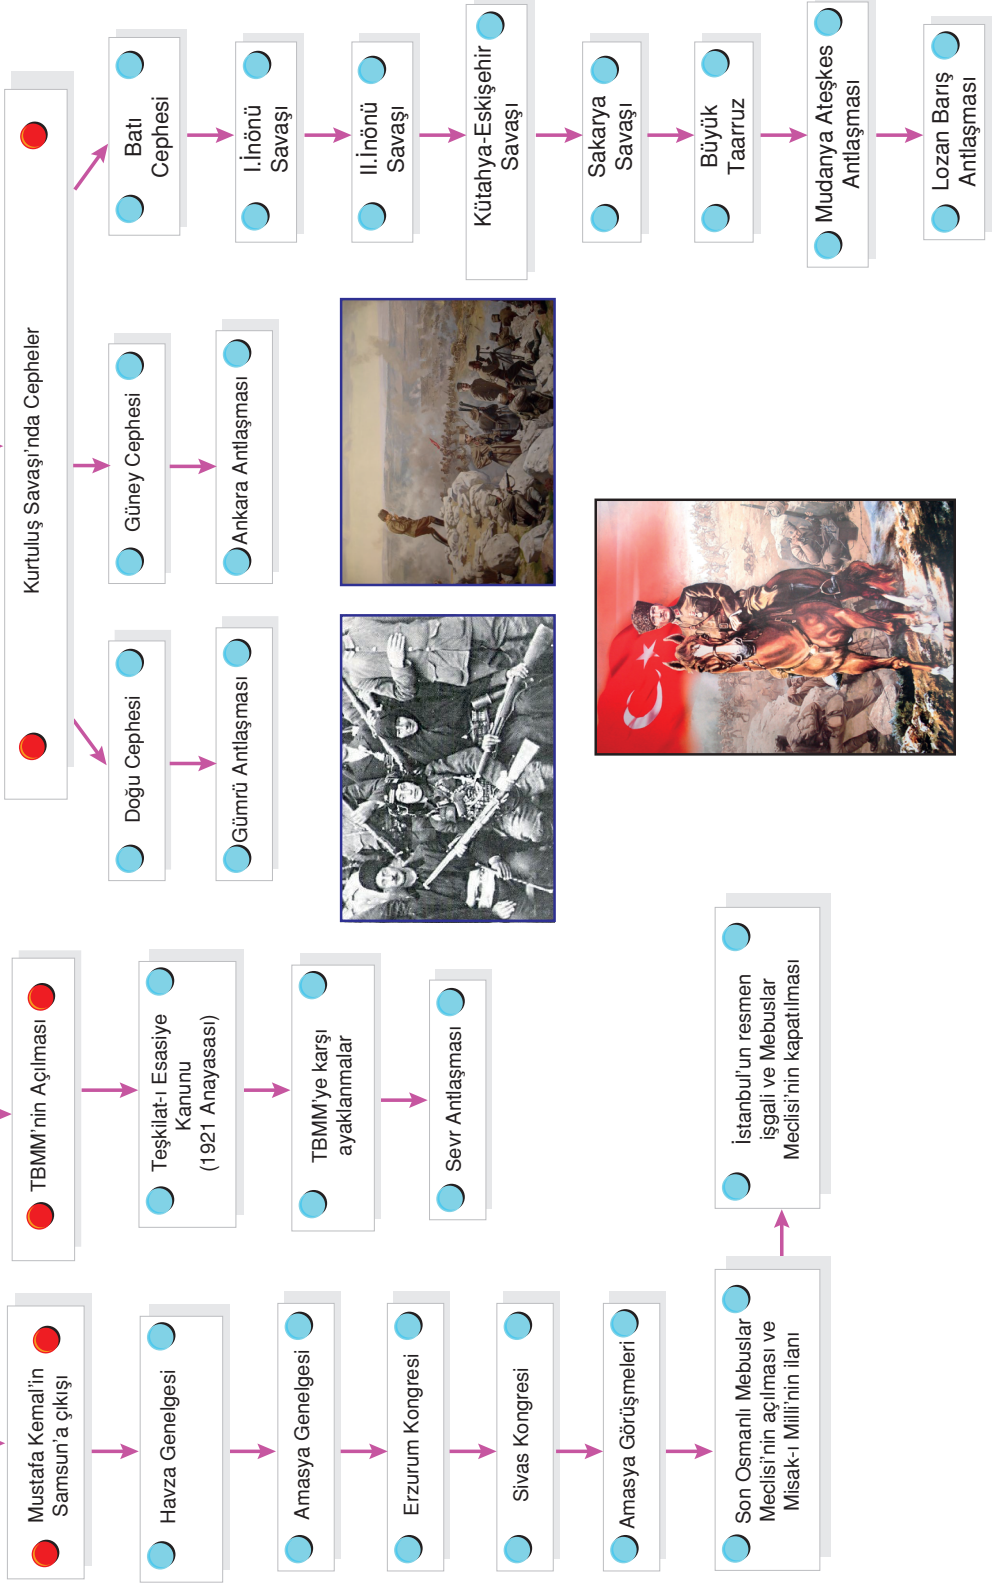 Mustafa Kemal'in
Samsun'a çıkışı
Havza Genelgesi
Amasya Genelgesi
Erzurum Kongresi
Sivas Kongresi
Amasya Görüşmeleri
Son Osmanlı Mebuslar
Meclisi'nin açılması ve
Misak-ı Milli'nin ilanı
İstanbul'un resmen
işgali ve Mebuslar
Meclisi'nin kapatılması
TBMM'nin Açılması
Teşkilat-ı Esasiye
Kanunu
(1921 Anayasası)
TBMM'ye karşı
ayaklanmalar
Sevr Antlaşması
Kurtuluş Savaşı'nda Cepheler
Doğu Cephesi
Gümrü Antlaşması
Güney Cephesi
Ankara Antlaşması
Batı
Cephesi
I.İnönü
Savaşı
II.İnönü
Savaşı
Kütahya-Eskişehir
Savaşı
Sakarya
Savaşı
Büyük
Taarruz
Mudanya Ateşkes
Antlaşması
Lozan Barış
Antlaşması